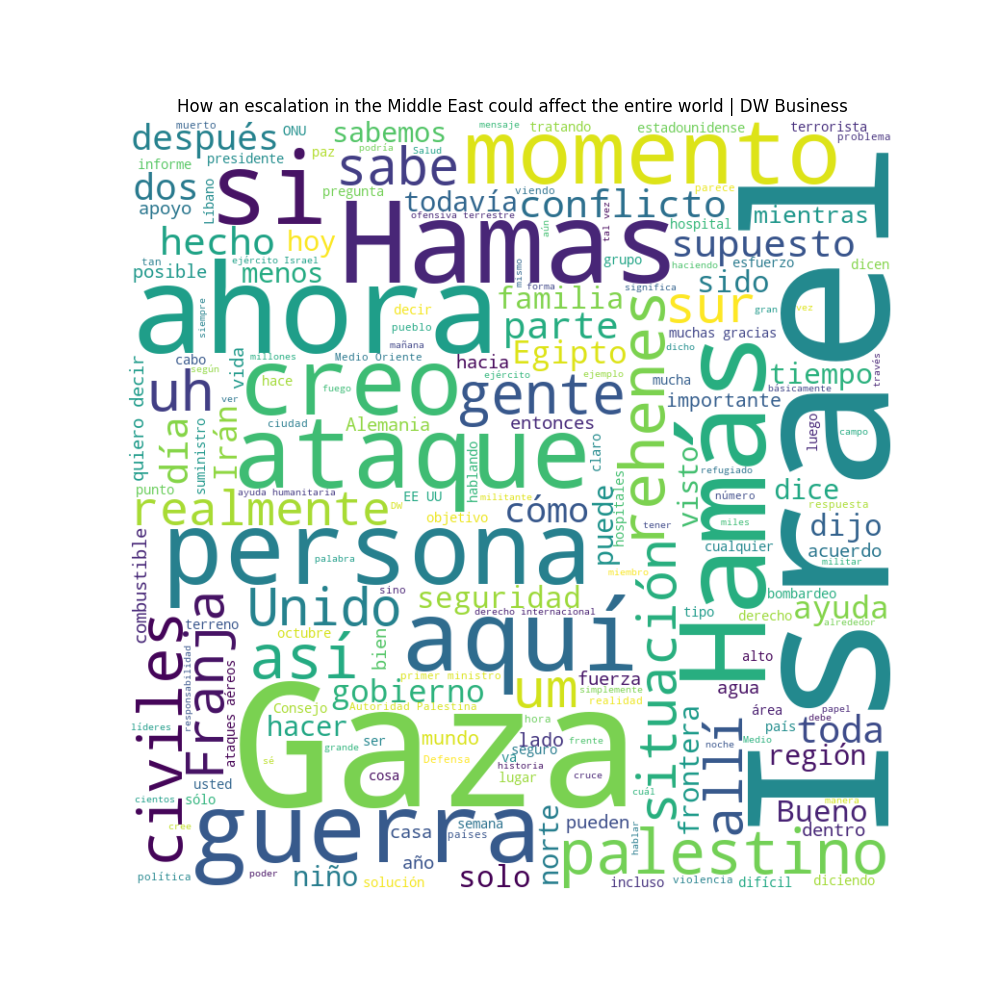 How an escalation in the Middle East could affect the entire world | DW Business
muerto
ONU
después
sabemos
mensaje
tratando
estadounidense
terrorista
problema
momento
informe
presidente
paz
podría
Salud
si
sabe
dos
apoyo
Líbano
pregunta
viendo
todavía
conflicto
parece
mientras
Israel
ofensiva terrestre
aún
tal vez
hospital
hecho
hoy
Hamas
supuesto
tan
ejército Israel
posible
menos
mismo
grupo
haciendo
esfuerzo
dicen
forma
significa
sido
ahora
siempre
decir
familia
sur
gran
vez
pueblo
parte
muchas gracias
mañana
dicho
Egipto
cabo
según
vida
millones
Medio Oriente
hacia
rehenes
Hamás
tiempo
través
quiero decir
uh
hace
fuego
creo
ejército
ejemplo
mucha
básicamente
ver
gente
importante
día
Irán
ciudad
Alemania
entonces
luego
campo
suministro
ataque
hablando
claro
visto
refugiado
punto
ayuda humanitaria
EE UU
militante
hospitales
dice
número
realmente
DW
objetivo
cómo
puede
tener
miles
respuesta
dijo
combustible
persona
palabra
cualquier
acuerdo
militar
miembro
situación
sino
seguridad
bombardeo
Unido
derecho internacional
tipo
derecho
ayuda
alrededor
civiles
Franja
terreno
octubre
bien
aquí
así
responsabilidad
ataques aéreos
primer ministro
fuerza
alto
gobierno
um
simplemente
agua
Consejo
Autoridad Palestina
realidad
frontera
allí
área
papel
debe
líderes
hacer
hora
país
toda
grande
ser
mundo
lado
seguro
frente
noche
Medio
región
sé
Gaza
Defensa
va
historia
usted
cosa
lugar
cruce
cuál
cientos
sólo
manera
Bueno
cree
guerra
casa
semana
países
norte
pueden
hablar
dentro
año
palestino
política
poder
niño
solución
solo
incluso
violencia
difícil
diciendo